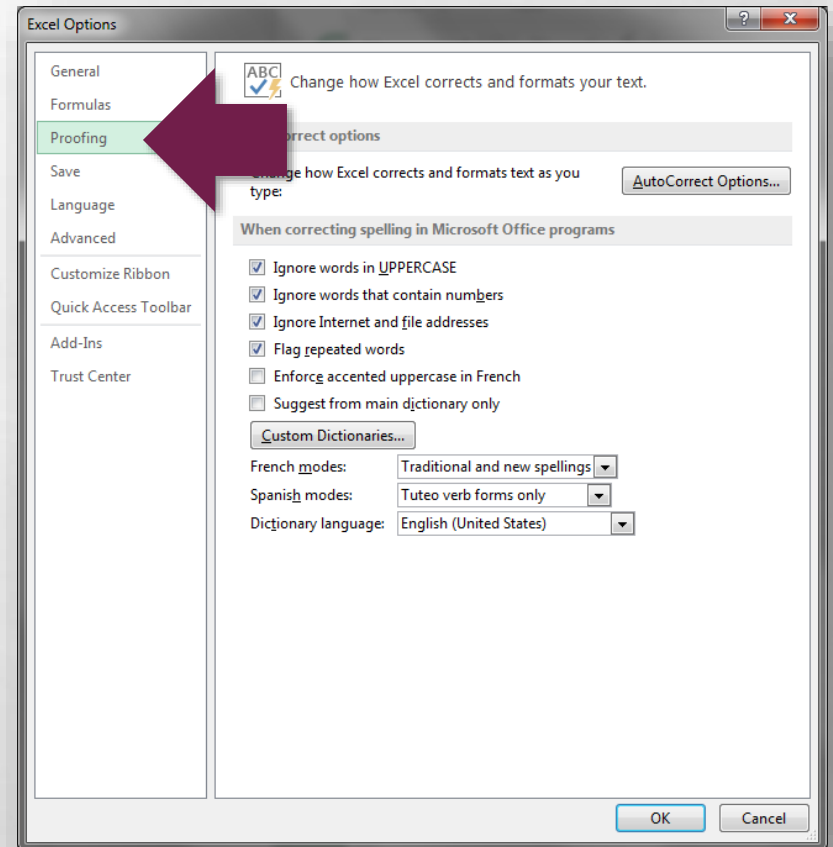 Excel Options
?
X
General
Formulas
Proofing
Save
Language
Advanced
Customize Ribbon
Quick Access Toolbar
Add-Ins
Trust Center
ABC
Change how Excel corrects and formats your text.
orrect options
Change how Excel corrects and formats text as you
type:
AutoCorrect Options...
When correcting spelling in Microsoft Office programs
Ignore words in UPPERCASE
Ignore words that contain numbers
Ignore Internet and file addresses
Flag repeated words
Enforce accented uppercase in French
Suggest from main dictionary only
Custom Dictionaries...
French modes: Traditional and new spellings
Spanish modes: Tuteo verb forms only
Dictionary language: English (United States)
OK
Cancel